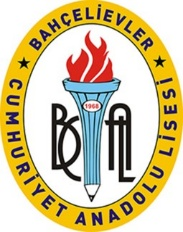 BAHÇELİEVLER
CUMHURİYET ANADOLU LİSESİ
1968
BCAL